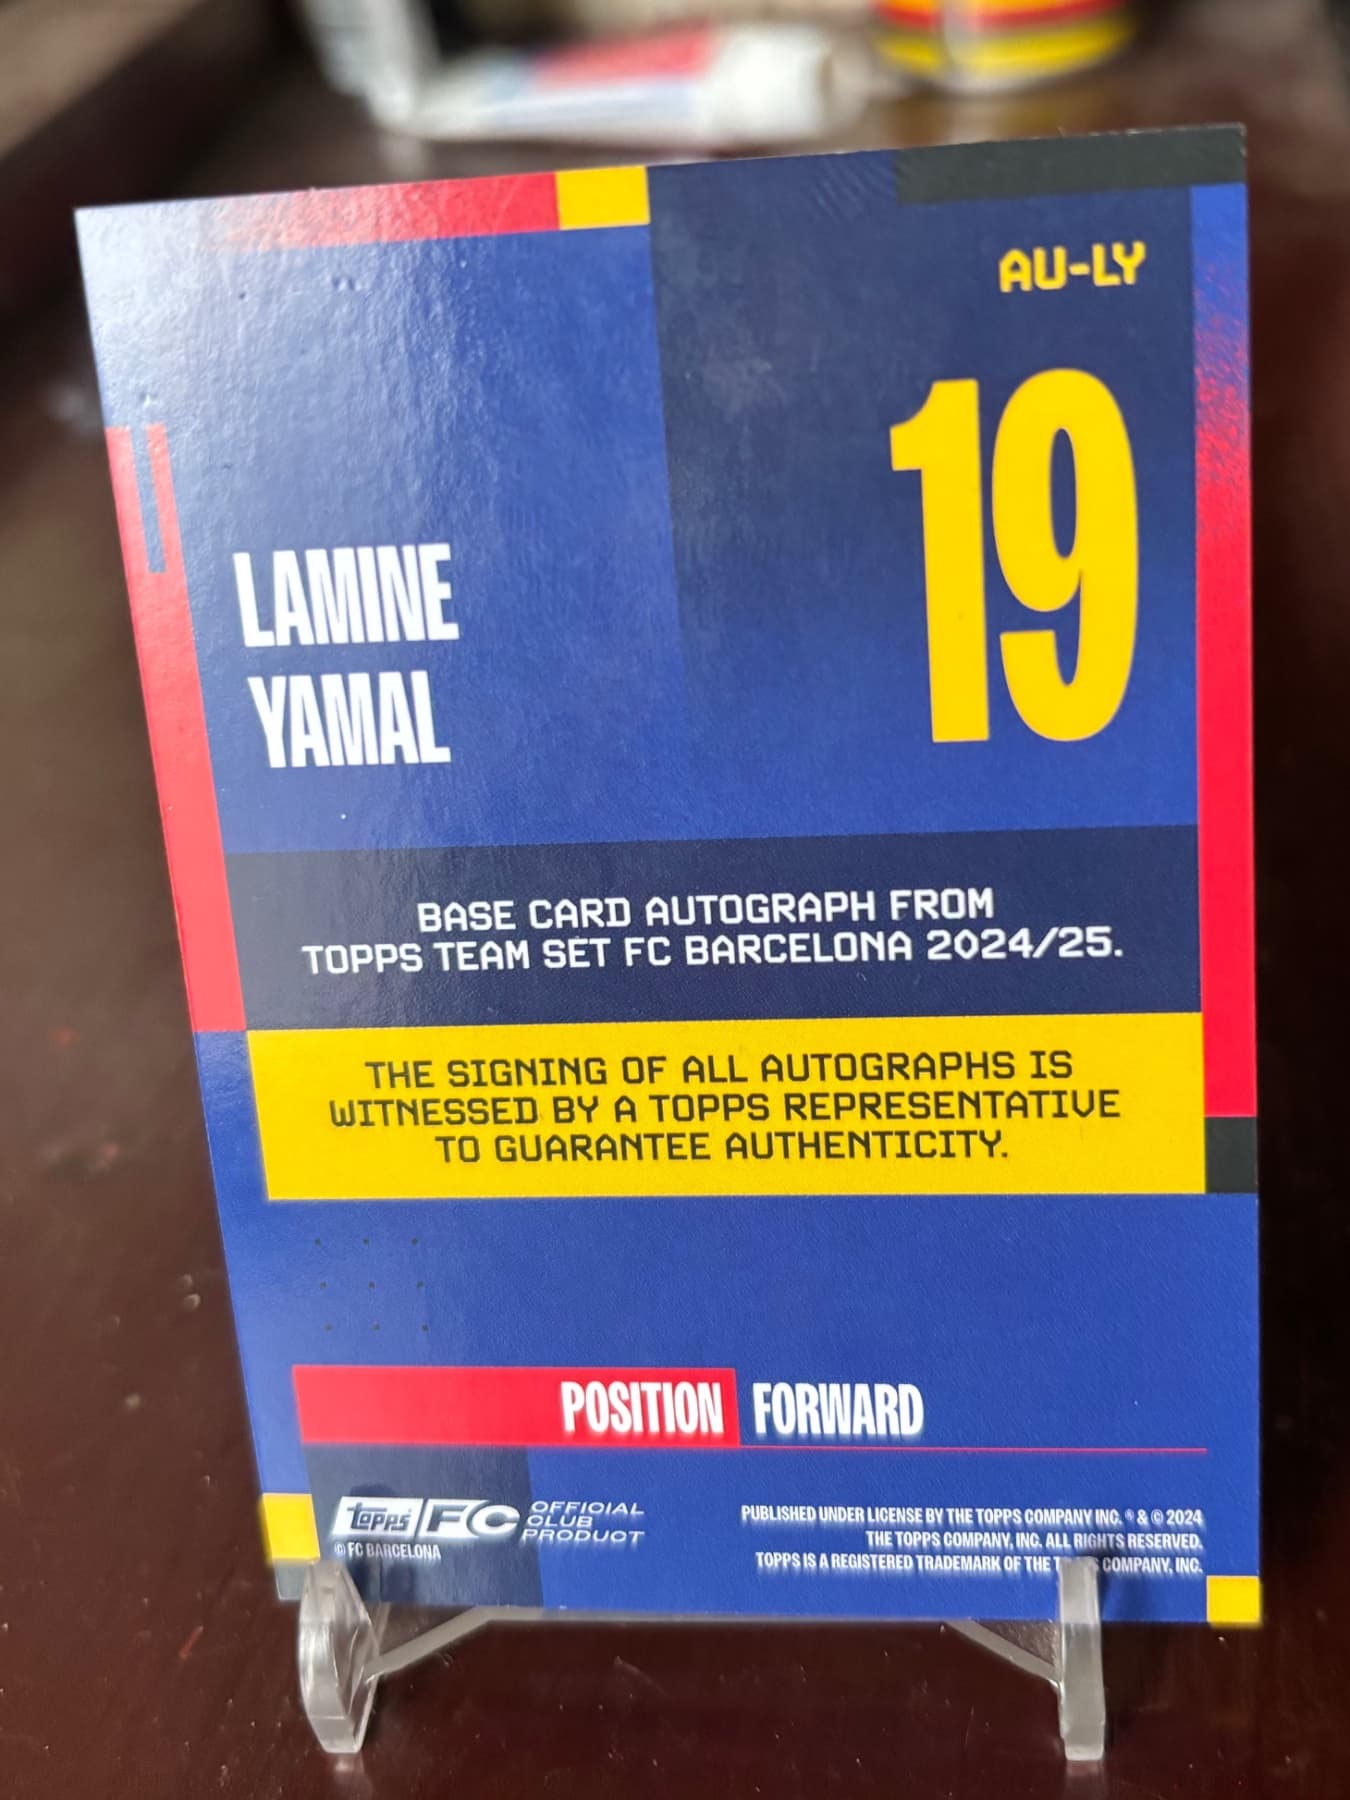 AU-LY
19
LAMINE
YAMAL
BASE CARD AUTOGRAPH FROM
TOPPS TEAM SET FC BARCELONA 2024/25.
THE SIGNING OF ALL AUTOGRAPHS IS
WITNESSED BY A TOPPS REPRESENTATIVE
TO GUARANTEE AUTHENTICITY.
POSITION FORWARD
topps FC OFFICIAL
CLUB
PRODUCT
© FC BARCELONA
PUBLISHED UNDER LICENSE BY THE TOPPS COMPANY INC. ® & © 2024
THE TOPPS COMPANY, INC. ALL RIGHTS RESERVED.
TOPPS IS A REGISTERED TRADEMARK OF THE COMPANY, INC.